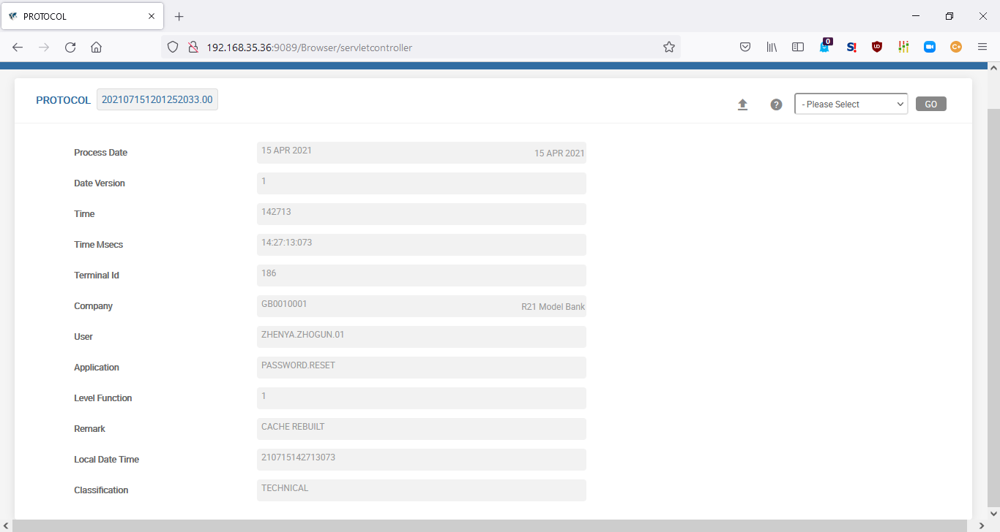 PROTOCOL
192.168.35.36:9089/Browser/servletcontroller
0
S!
UD
C+
PROTOCOL 202107151201252033.00
? - Please Select GO
Process Date 15 APR 2021 15 APR 2021
Date Version 1
Time 142713
Time Msecs 14:27:13:073
Terminal Id 186
Company GB0010001 R21 Model Bank
User ZHENYA.ZHOGUN.01
Application PASSWORD.RESET
Level Function 1
Remark CACHE REBUILT
Local Date Time 210715142713073
Classification TECHNICAL